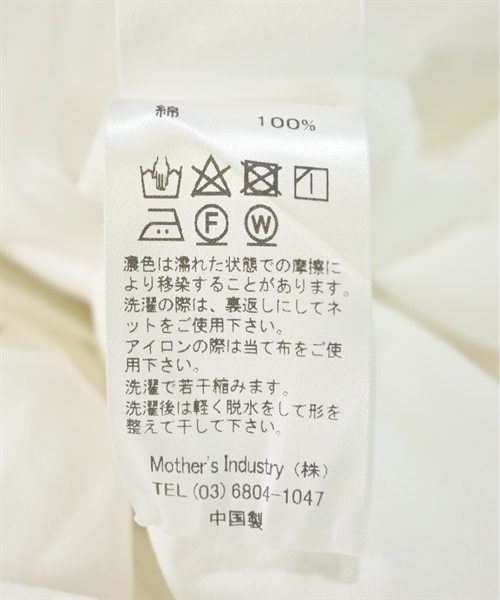 綿 100%
F W
濃色は濡れた状態での摩擦に
より移染することがあります。
洗濯の際は、裏返しにしてネ
ットをご使用下さい。
アイロンの際は当て布をご使
用下さい。
洗濯で若干縮みます。
洗濯後は軽く脱水をして形を
整えて干して下さい。
Mother's Industry (株)
TEL (03) 6804-1047
中国製